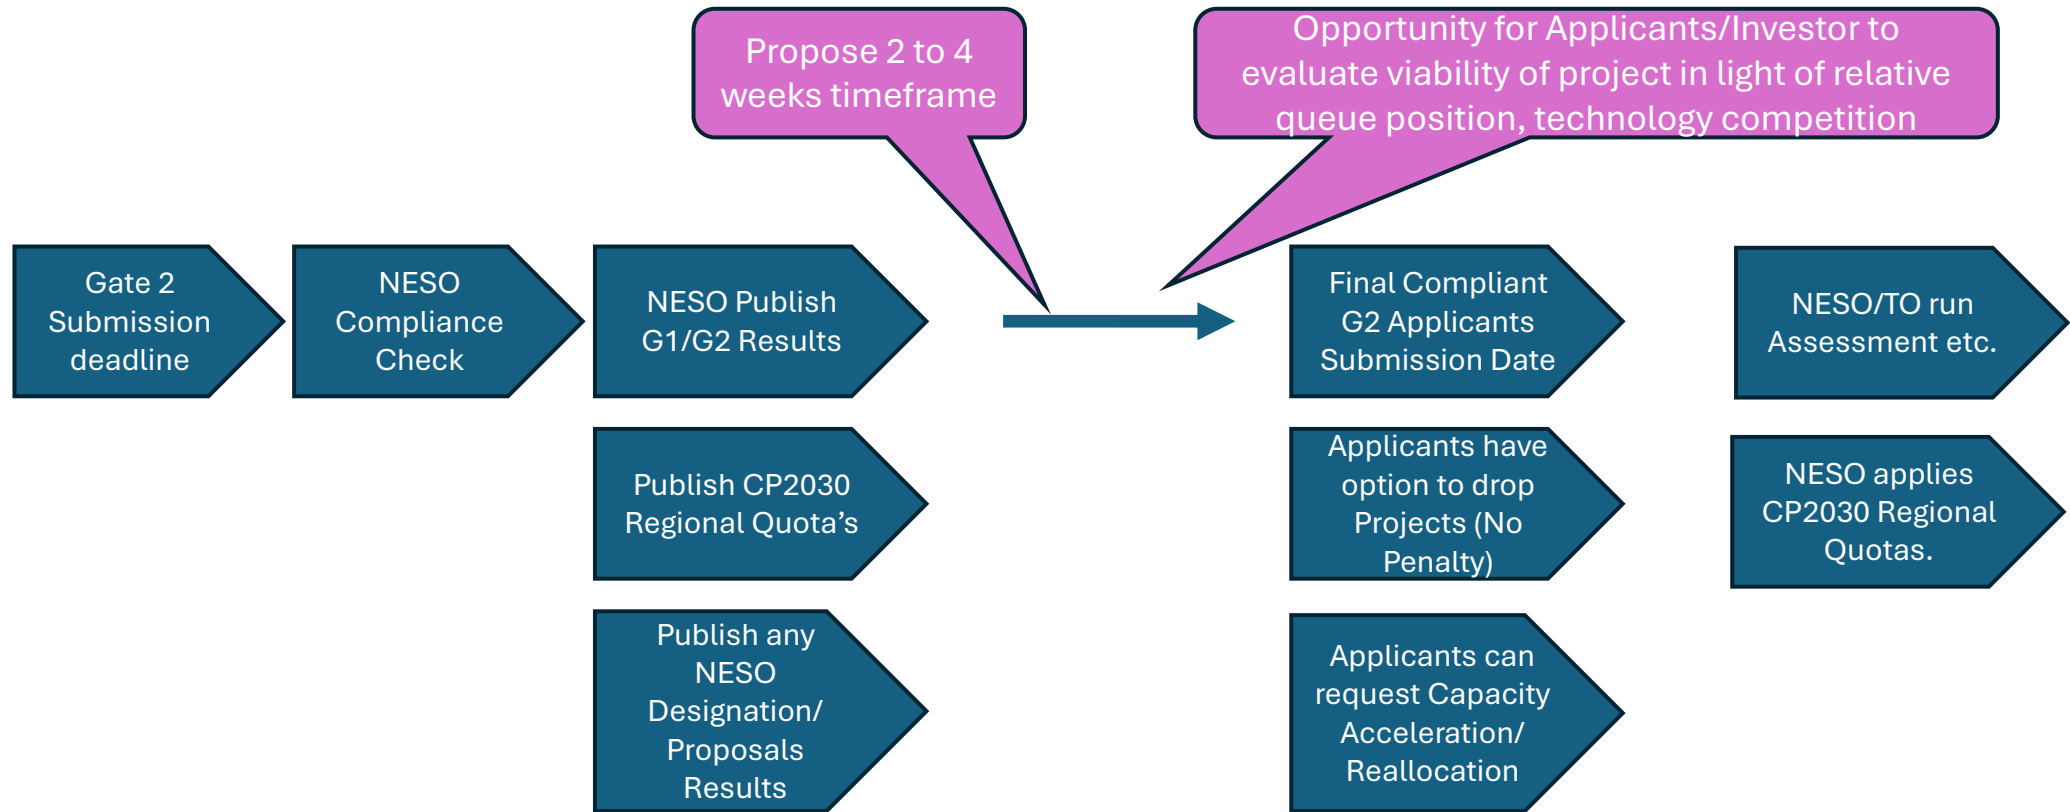 Propose 2 to 4
weeks timeframe
Opportunity for Applicants/Investor to
evaluate viability of project in light of relative
queue position, technology competition
Gate 2
Submission
deadline
NESO
Compliance
Check
NESO Publish
G1/G2 Results
Final Compliant
G2 Applicants
Submission Date
NESO/TO run
Assessment etc.
Publish CP2030
Regional Quota’s
Applicants have
option to drop
Projects (No
Penalty)
NESO applies
CP2030 Regional
Quotas.
Publish any
NESO
Designation/
Proposals
Results
Applicants can
request Capacity
Acceleration/
Reallocation